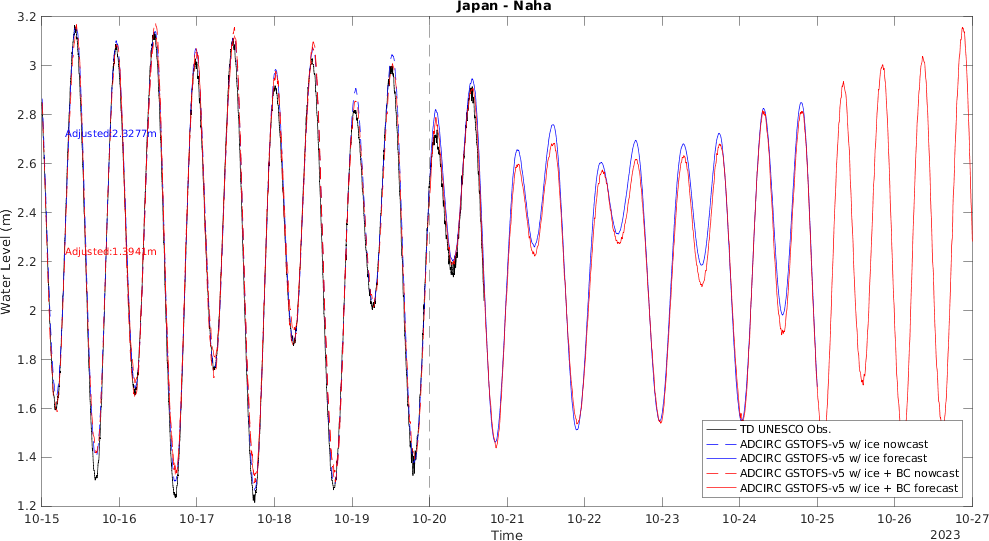 Japan - Naha
3.2
3
2.8
2.6
2.4
2.2
2
1.8
1.6
1.4
1.2
Water Level (m)
Adjusted:2.3277m
Adjusted:1.3941m
TD UNESCO Obs.
ADCIRC GSTOFS-v5 w/ ice nowcast
ADCIRC GSTOFS-v5 w/ ice forecast
ADCIRC GSTOFS-v5 w/ ice + BC nowcast
ADCIRC GSTOFS-v5 w/ ice + BC forecast
10-15 10-16 10-17 10-18 10-19 10-20 10-21 10-22 10-23 10-24 10-25 10-26 10-27
Time
2023